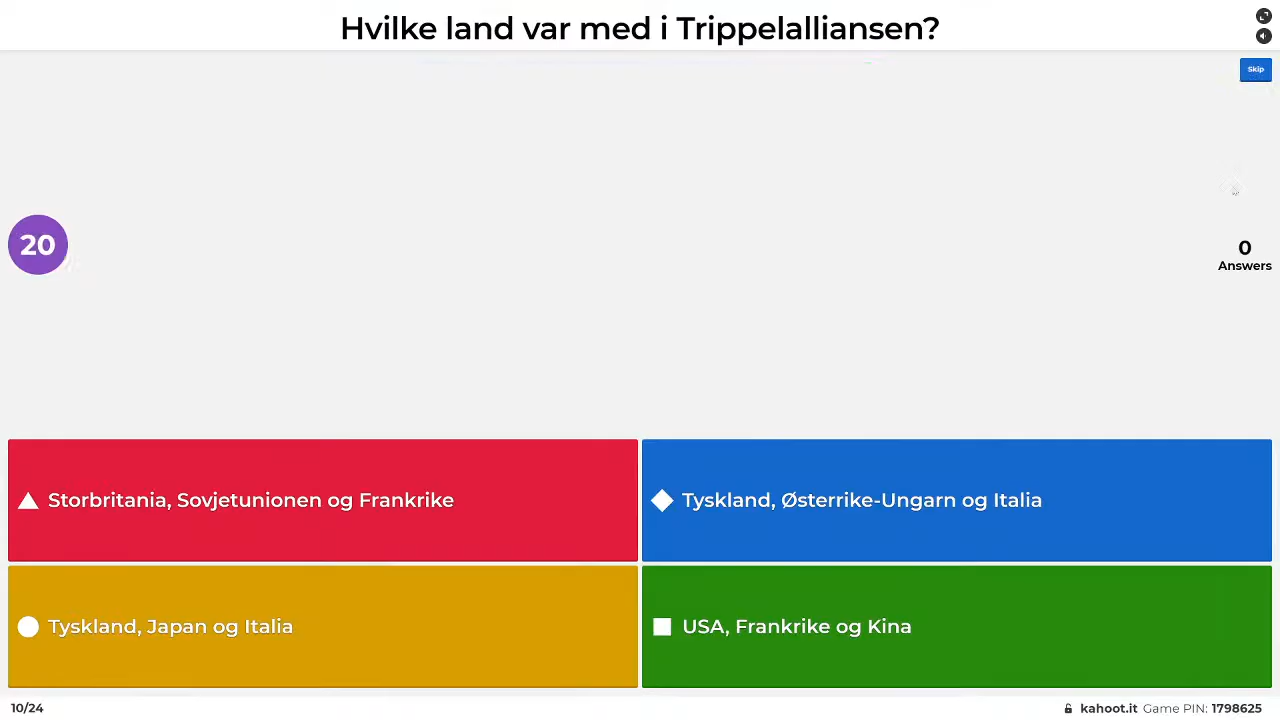 Hvilke land var med i Trippelalliansen?
Skip
20
0
Answers
Storbritania, Sovjetunionen og Frankrike
Tyskland, Østerrike-Ungarn og Italia
Tyskland, Japan og Italia
USA, Frankrike og Kina
10/24
kahoot.it Game PIN: 1798625